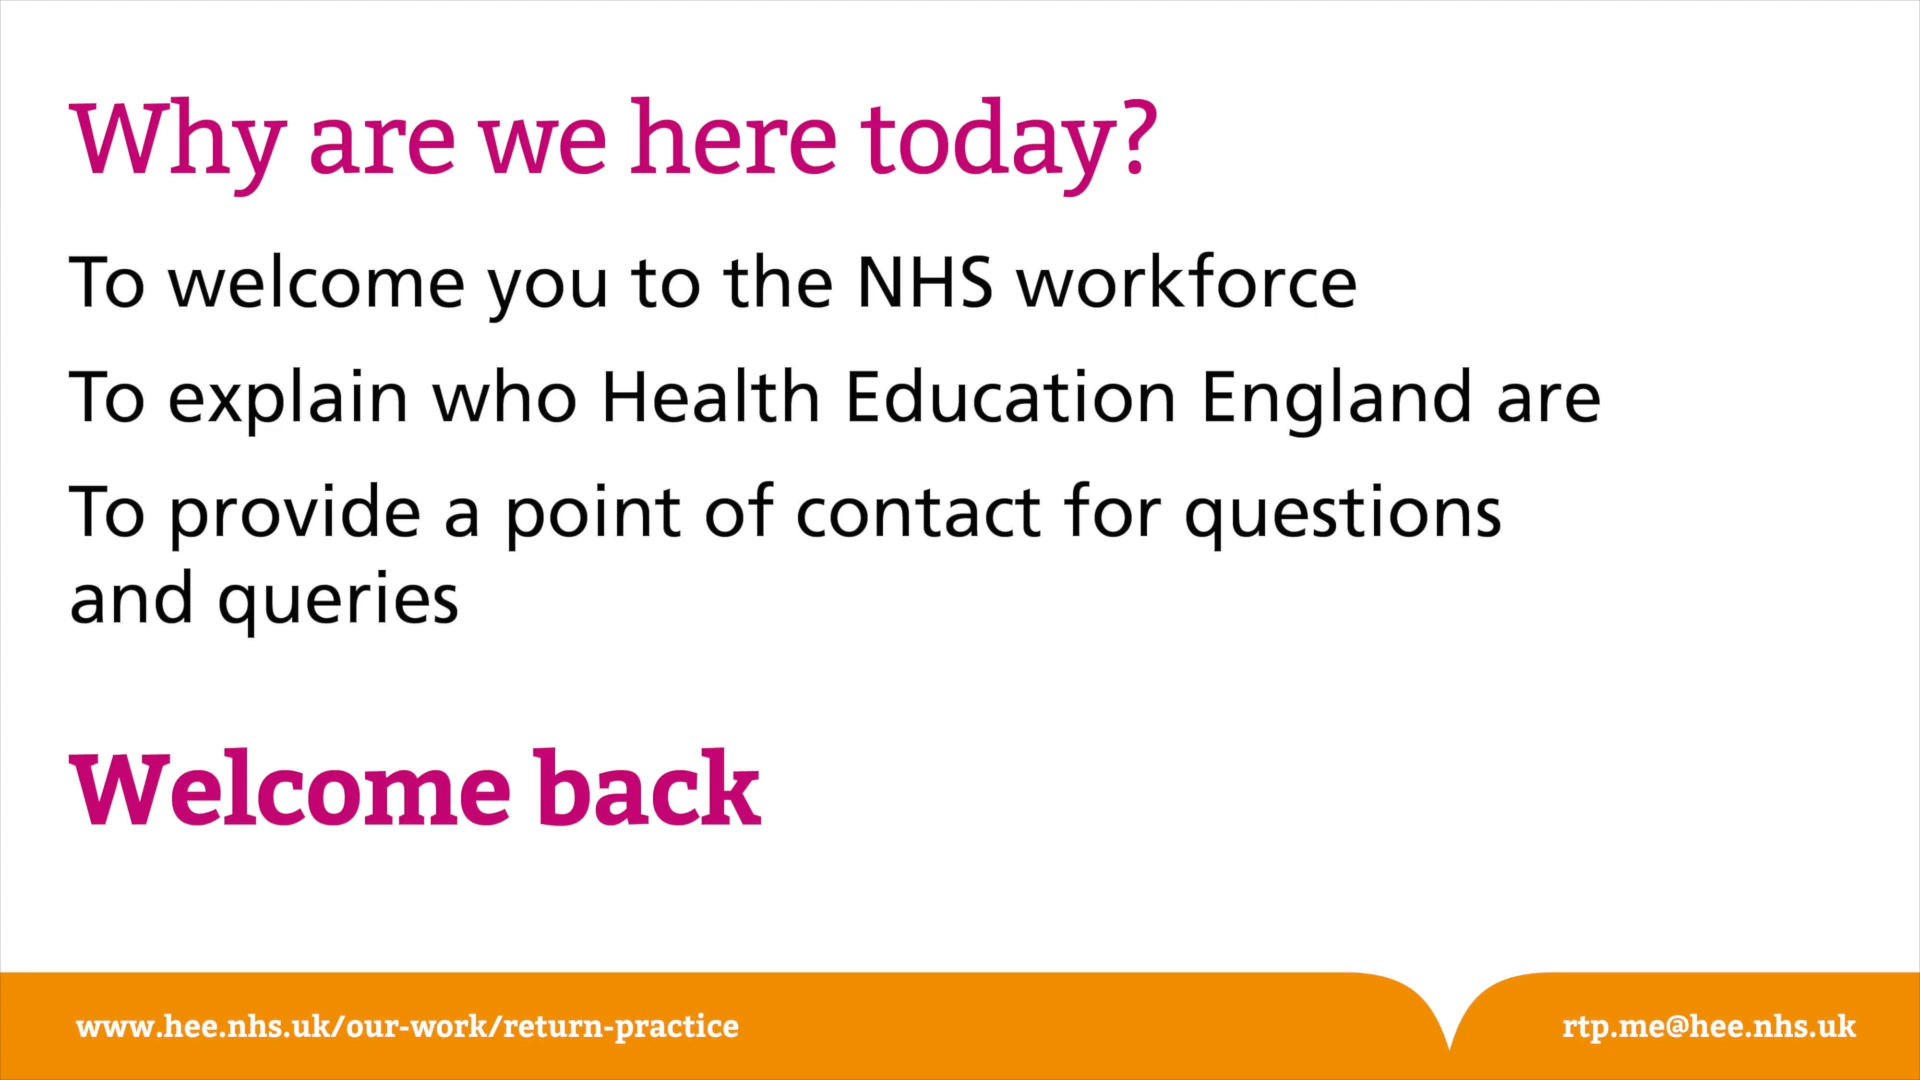 Why are we here today?
To welcome you to the NHS workforce
To explain who Health Education England are
To provide a point of contact for questions
and queries
Welcome back
www.hee.nhs.uk/our-work/return-practice
rtp.me@hee.nhs.uk